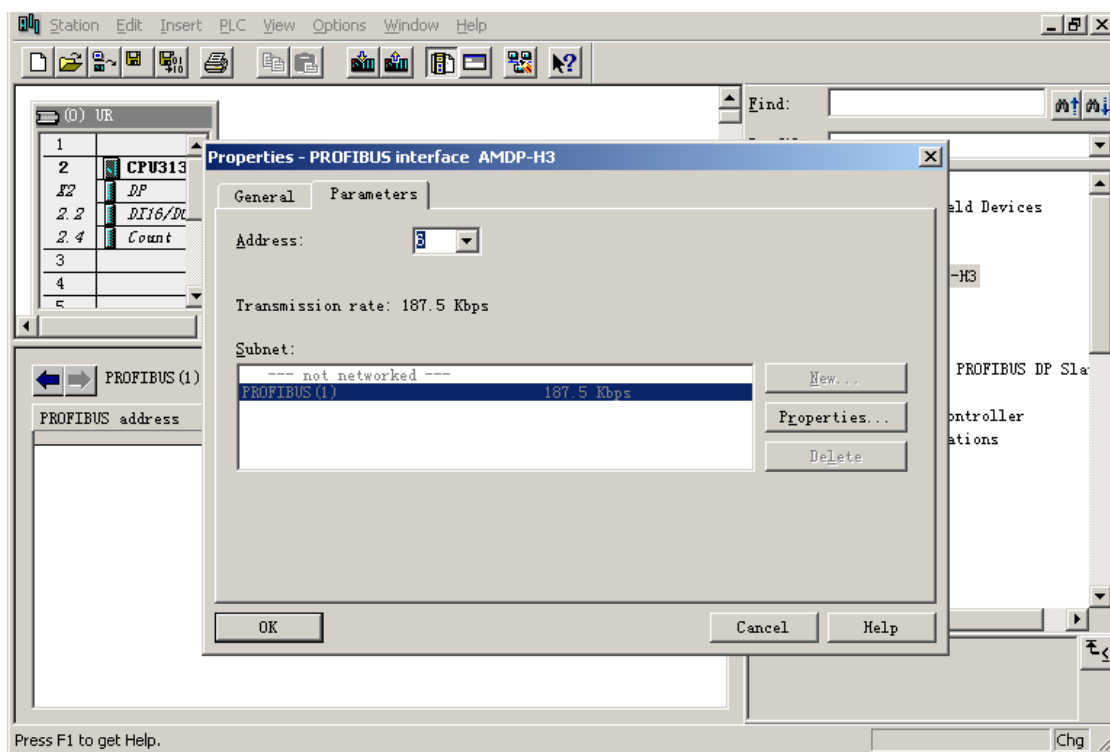 Station Edit Insert PLC View Options Window Help
(0) UR
1
2 CPU313
X2 DP
2.2 DI16/DO
2.4 Count
3
4
5
Find:
Properties - PROFIBUS interface AMDP-H3
General Parameters
Address:
Transmission rate: 187.5 Kbps
Subnet:
--- not networked ---
PROFIBUS(1) 187.5 Kbps
New...
Properties...
Delete
OK Cancel Help
PROFIBUS(1)
PROFIBUS address
eld Devices
-H3
PROFIBUS DP Sla
ontroller
ations
Press F1 to get Help.
Chg